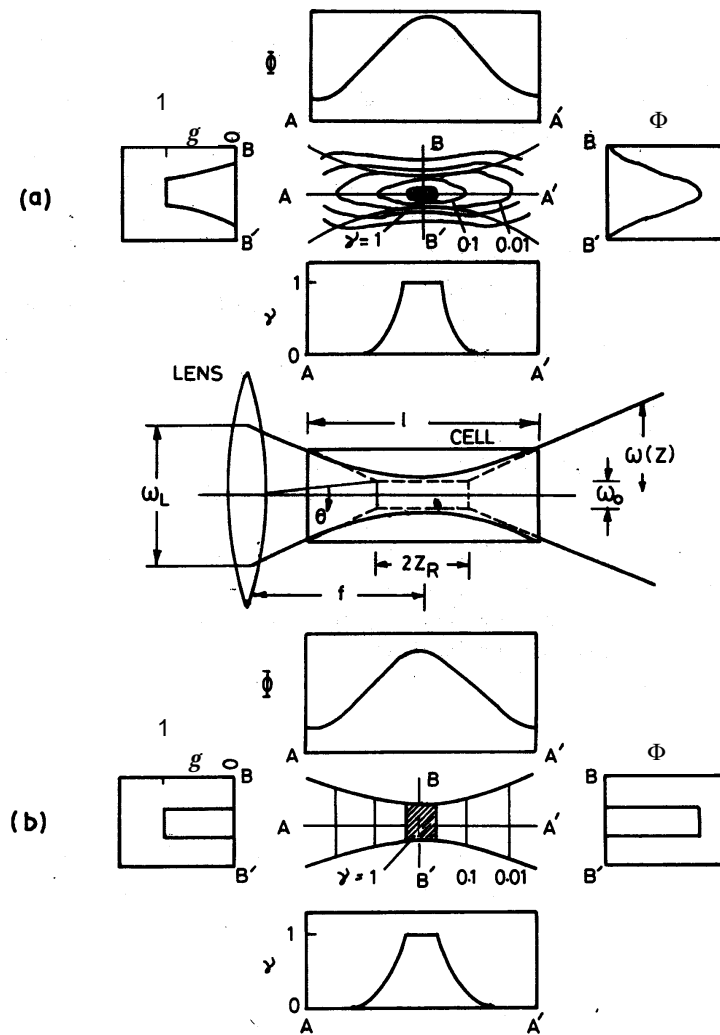 Φ
A A′
1
g 0
B
B′
(a)
B
A A′
B′
γ = 1 0.1 0.01
Φ
B
B′
1
γ
0
A A′
LENS
l
CELL
ω(Z)
ω_L
θ
ω₀
2Z_R
f
Φ
A A′
1
g 0
B
B′
(b)
B
A A′
B′
γ = 1 0.1 0.01
Φ
B
B′
1
γ
0
A A′